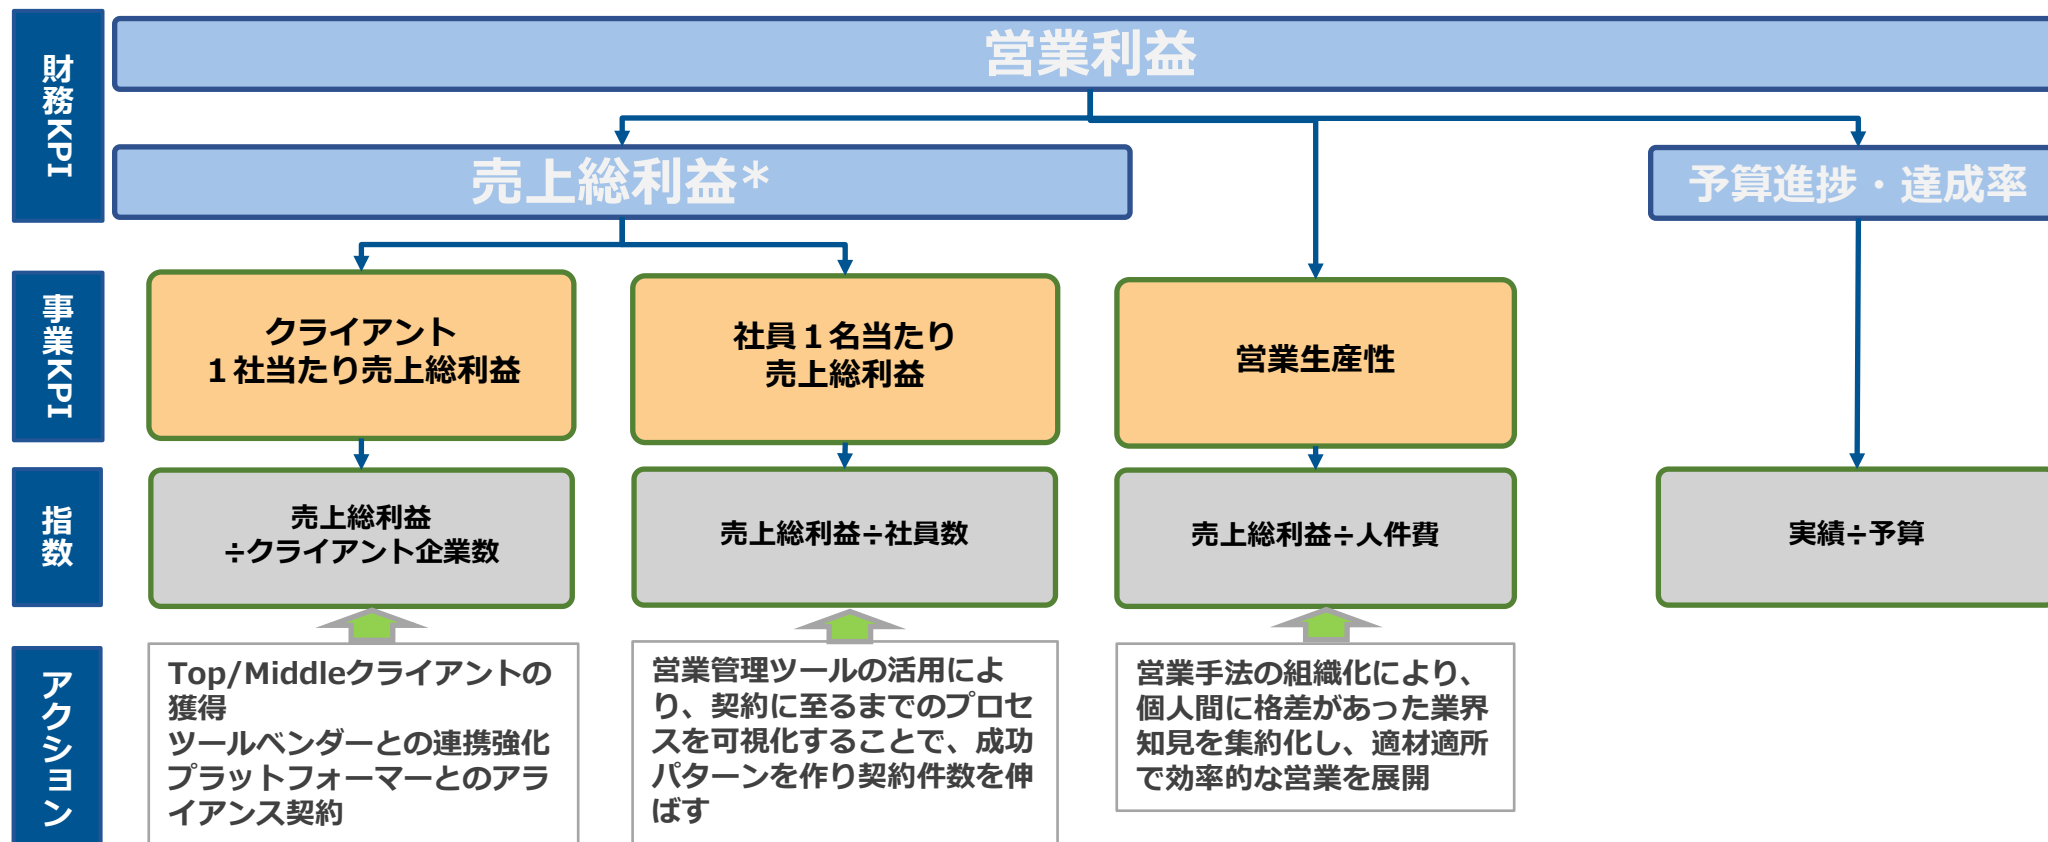 財務KPI
営業利益
売上総利益*
予算進捗・達成率
事業KPI
クライアント
１社当たり売上総利益
社員１名当たり
売上総利益
営業生産性
指数
売上総利益
÷クライアント企業数
売上総利益÷社員数
売上総利益÷人件費
実績÷予算
アクション
Top/Middleクライアントの
獲得
ツールベンダーとの連携強化
プラットフォーマーとのアラ
イアンス契約
営業管理ツールの活用によ
り、契約に至るまでのプロセ
スを可視化することで、成功
パターンを作り契約件数を伸
ばす
営業手法の組織化により、
個人間に格差があった業界
知見を集約化し、適材適所
で効率的な営業を展開